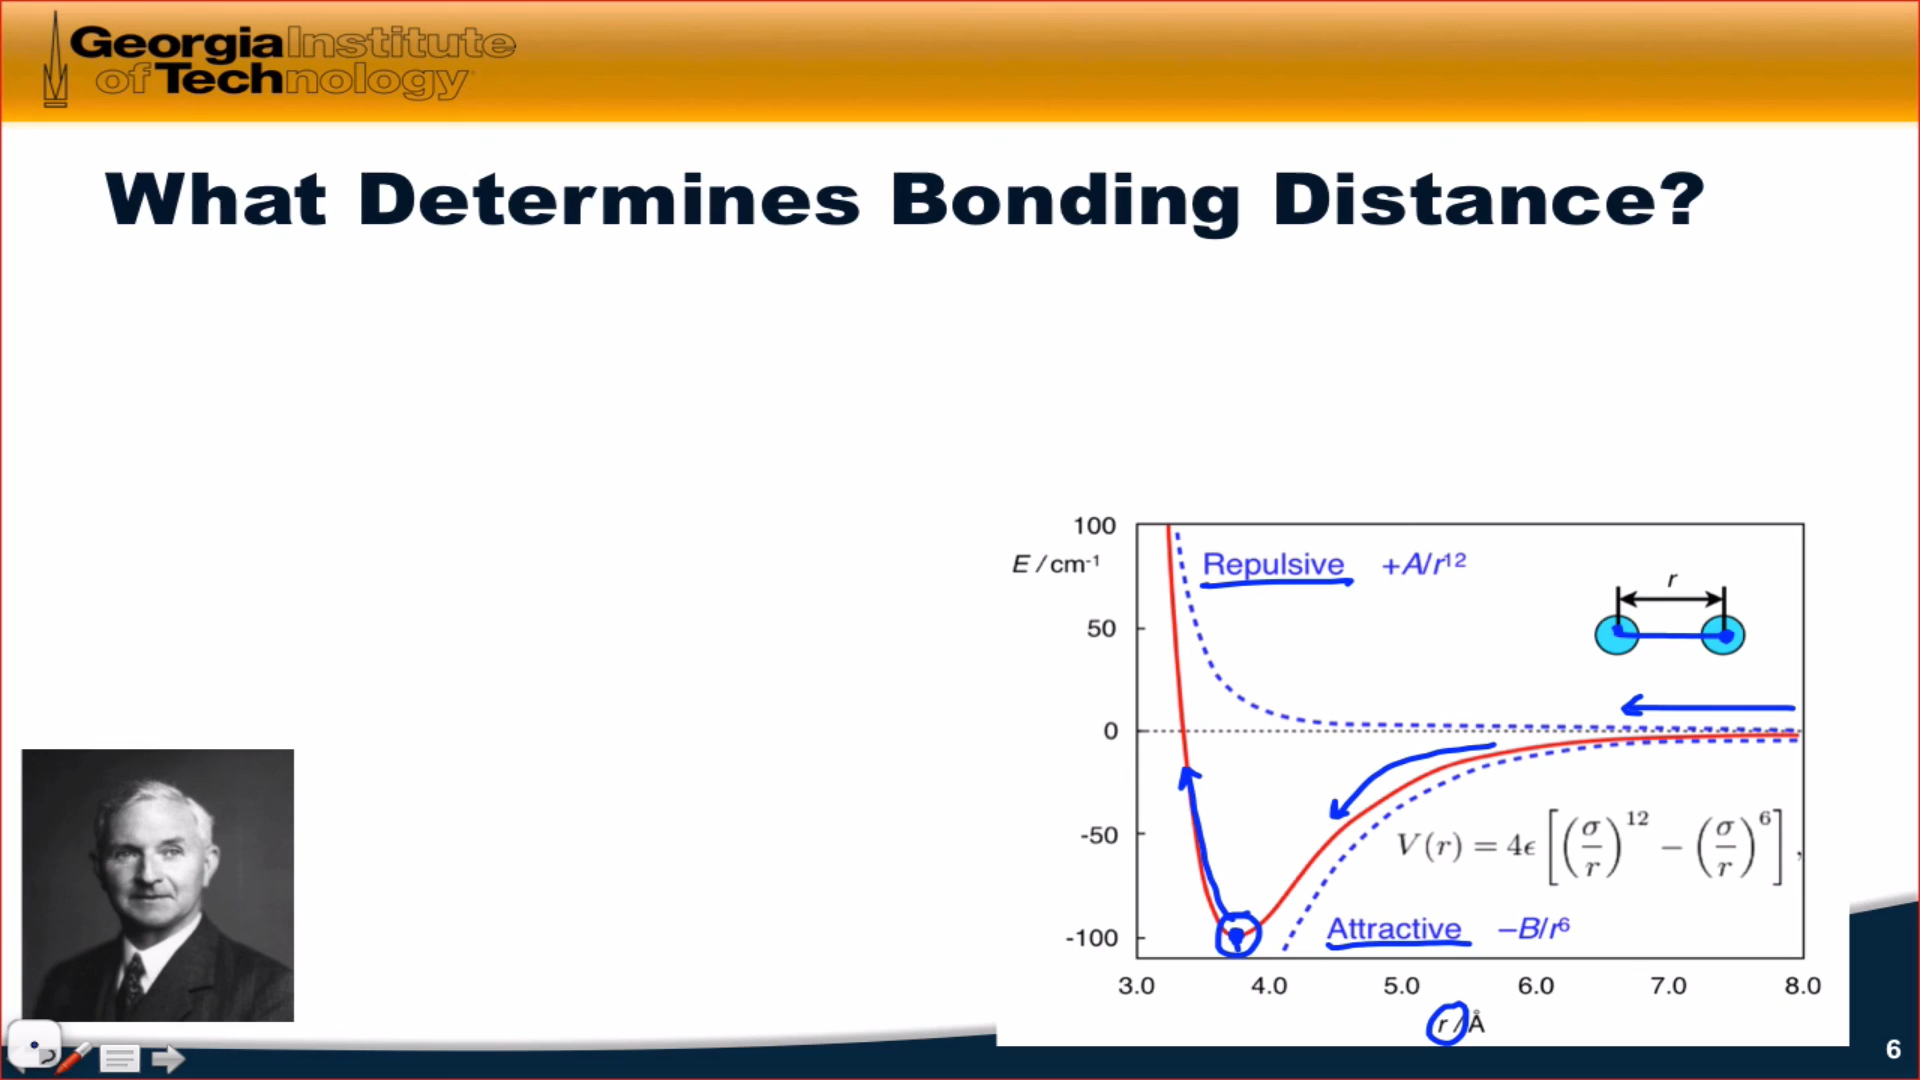 Georgia Institute
of Technology
What Determines Bonding Distance?
100
E / cm⁻¹
Repulsive +A/r¹²
r
50
0
-50
V(r) = 4ϵ [(σ/r)¹² − (σ/r)⁶],
Attractive −B/r⁶
-100
3.0 4.0 5.0 6.0 7.0 8.0
r / Å
6